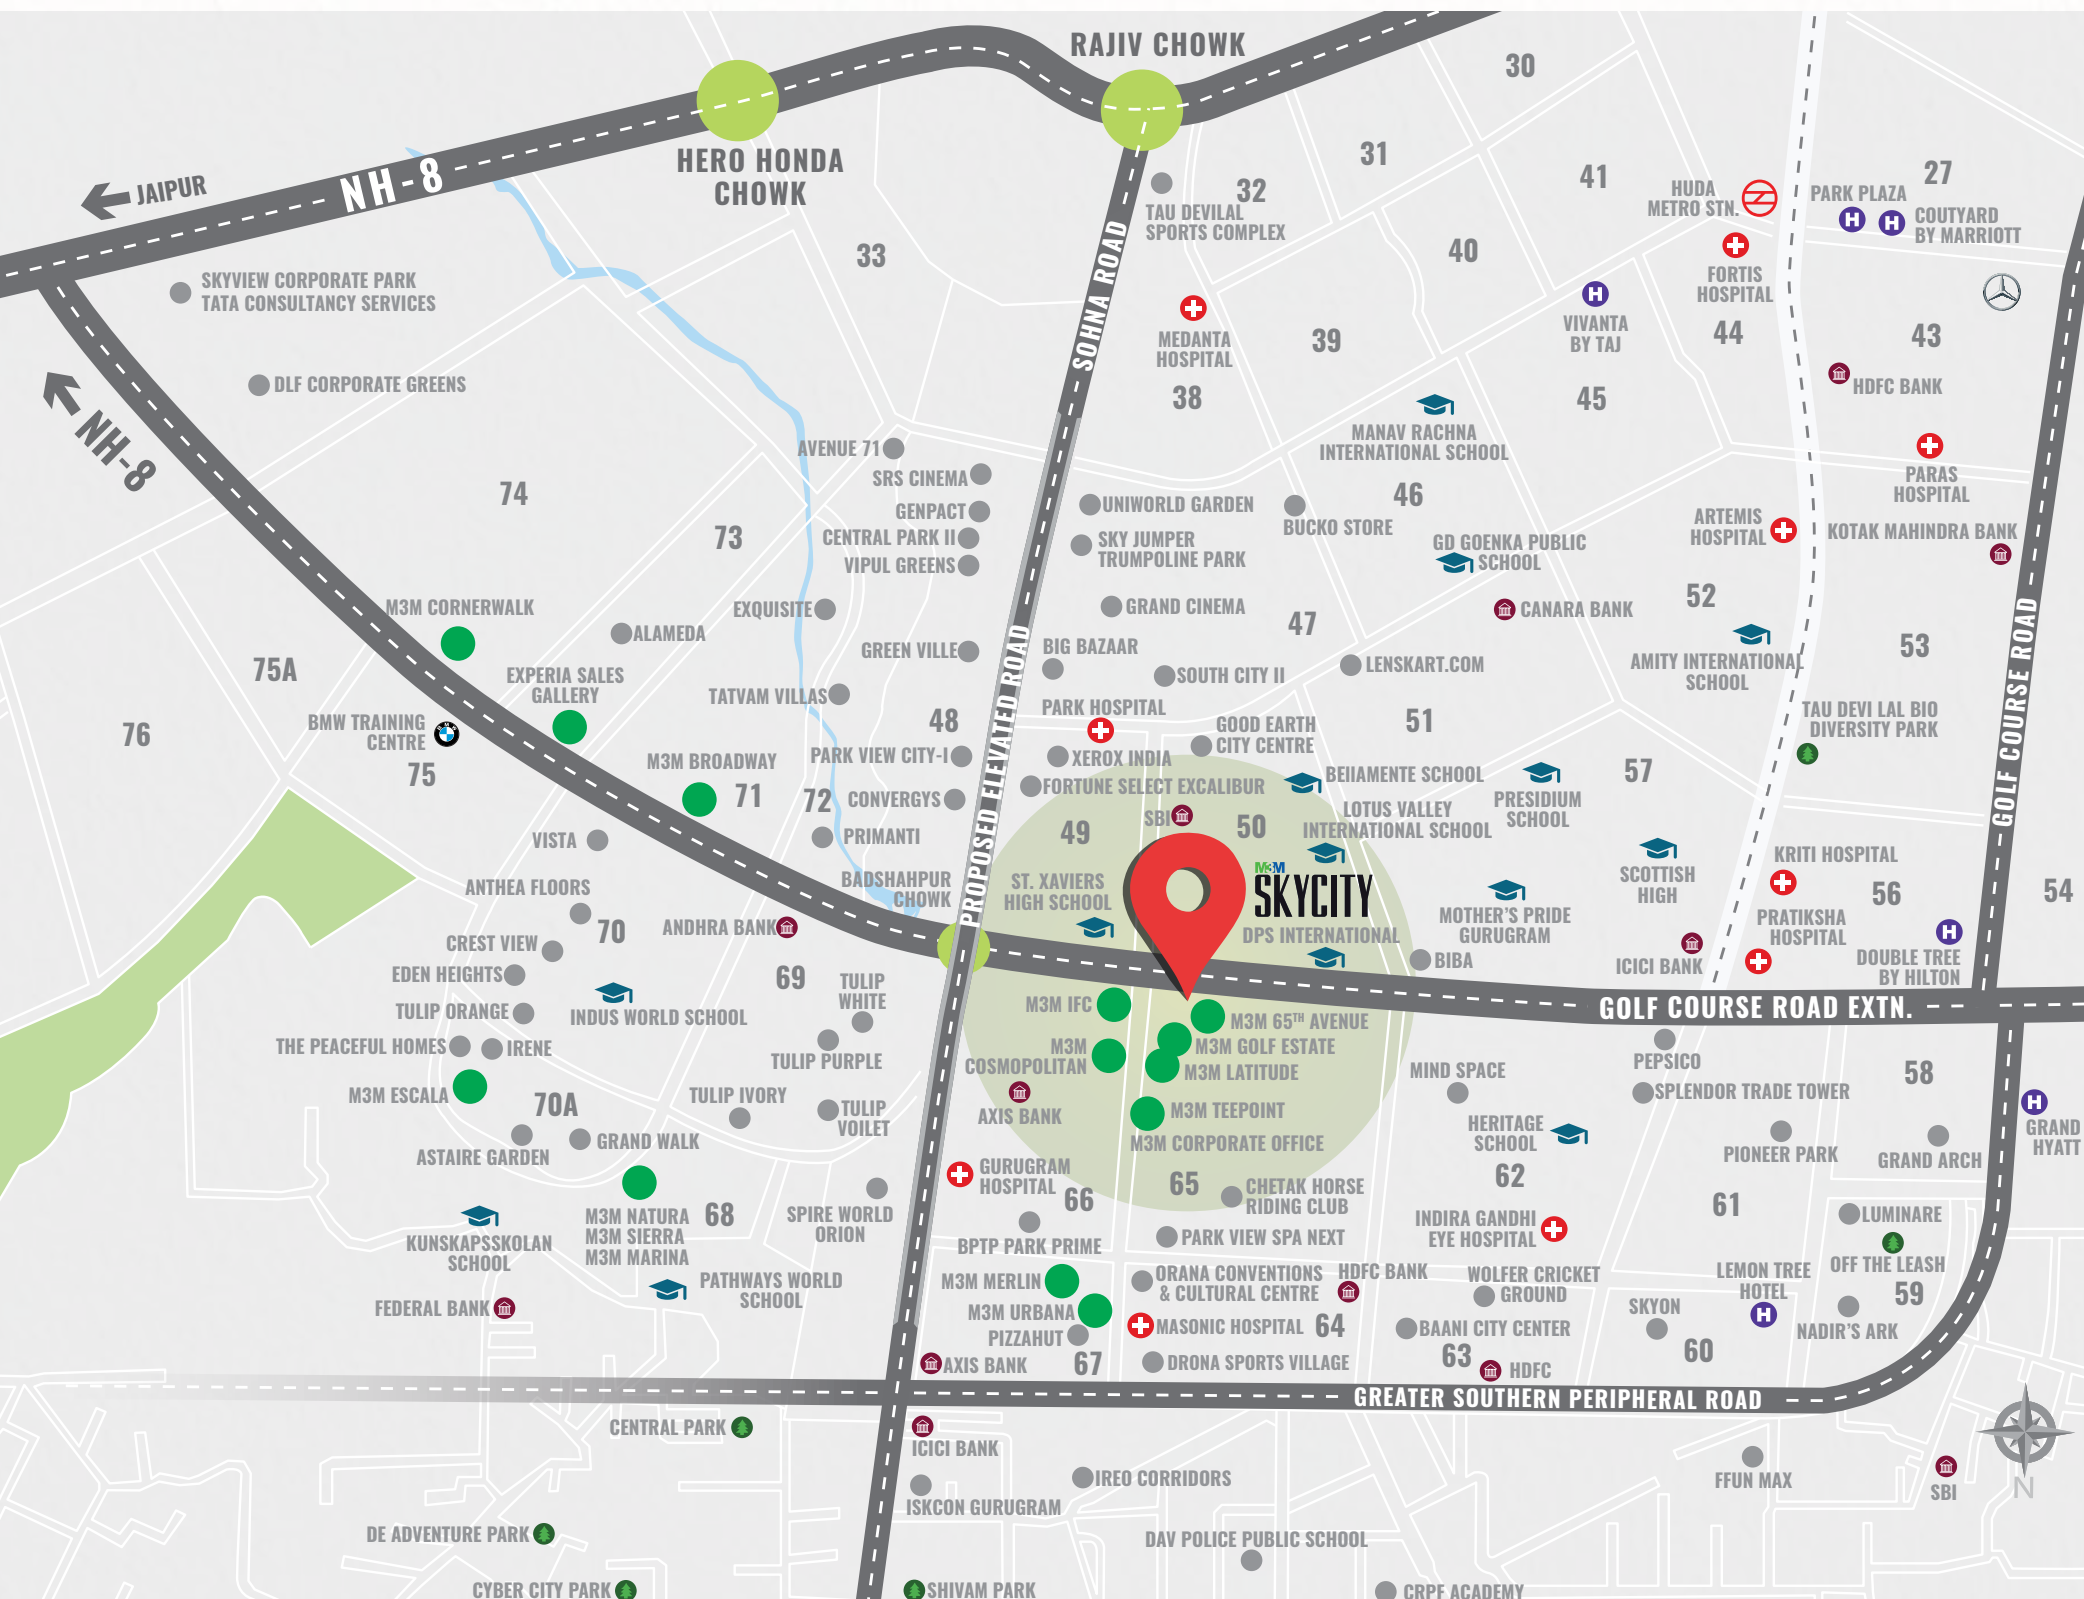 RAJIV CHOWK
30
HERO HONDA
CHOWK
31
41
27
HUDA
METRO STN.
PARK PLAZA
COUTYARD
BY MARRIOTT
JAIPUR
NH-8
32
TAU DEVILAL
SPORTS COMPLEX
33
40
FORTIS
HOSPITAL
SKYVIEW CORPORATE PARK
TATA CONSULTANCY SERVICES
SOHNA ROAD
MEDANTA
HOSPITAL
39
VIVANTA
BY TAJ
44
43
DLF CORPORATE GREENS
38
45
HDFC BANK
NH-8
AVENUE 71
MANAV RACHNA
INTERNATIONAL SCHOOL
SRS CINEMA
PARAS
HOSPITAL
74
GENPACT
UNIWORLD GARDEN
46
BUCKO STORE
ARTEMIS
HOSPITAL
KOTAK MAHINDRA BANK
73
CENTRAL PARK II
SKY JUMPER
TRUMPOLINE PARK
GD GOENKA PUBLIC
SCHOOL
VIPUL GREENS
M3M CORNERWALK
EXQUISITE
GRAND CINEMA
47
CANARA BANK
52
ALAMEDA
GREEN VILLE
BIG BAZAAR
SOUTH CITY II
LENSKART.COM
AMITY INTERNATIONAL
SCHOOL
53
75A
EXPERIA SALES
GALLERY
TATVAM VILLAS
PROPOSED ELEVATED ROAD
GOLF COURSE ROAD
76
BMW TRAINING
CENTRE
75
48
PARK HOSPITAL
GOOD EARTH
CITY CENTRE
51
TAU DEVI LAL BIO
DIVERSITY PARK
M3M BROADWAY
PARK VIEW CITY-I
XEROX INDIA
57
71
72
CONVERGYS
FORTUNE SELECT EXCALIBUR
BEIIAMENTE SCHOOL
PRESIDIUM
SCHOOL
VISTA
PRIMANTI
SBI
49
50
LOTUS VALLEY
INTERNATIONAL SCHOOL
KRITI HOSPITAL
ANTHEA FLOORS
BADSHAHPUR
CHOWK
ST. XAVIERS
HIGH SCHOOL
M3M
SKYCITY
SCOTTISH
HIGH
56
54
70
ANDHRA BANK
DPS INTERNATIONAL
MOTHER'S PRIDE
GURUGRAM
PRATIKSHA
HOSPITAL
CREST VIEW
BIBA
ICICI BANK
DOUBLE TREE
BY HILTON
EDEN HEIGHTS
69
TULIP
WHITE
TULIP ORANGE
INDUS WORLD SCHOOL
M3M IFC
M3M 65TH AVENUE
GOLF COURSE ROAD EXTN.
THE PEACEFUL HOMES
IRENE
TULIP PURPLE
M3M
COSMOPOLITAN
M3M GOLF ESTATE
M3M LATITUDE
MIND SPACE
PEPSICO
58
M3M ESCALA
70A
TULIP IVORY
TULIP
VOILET
AXIS BANK
M3M TEEPOINT
SPLENDOR TRADE TOWER
ASTAIRE GARDEN
GRAND WALK
M3M CORPORATE OFFICE
HERITAGE
SCHOOL
PIONEER PARK
GRAND ARCH
GRAND
HYATT
GURUGRAM
HOSPITAL
66
65
CHETAK HORSE
RIDING CLUB
62
61
LUMINARE
KUNSKAPSSKOLAN
SCHOOL
M3M NATURA
M3M SIERRA
M3M MARINA
68
SPIRE WORLD
ORION
BPTP PARK PRIME
PARK VIEW SPA NEXT
INDIRA GANDHI
EYE HOSPITAL
OFF THE LEASH
PATHWAYS WORLD
SCHOOL
M3M MERLIN
ORANA CONVENTIONS
& CULTURAL CENTRE
HDFC BANK
WOLFER CRICKET
GROUND
LEMON TREE
HOTEL
59
FEDERAL BANK
M3M URBANA
SKYON
NADIR'S ARK
PIZZAHUT
MASONIC HOSPITAL
64
BAANI CITY CENTER
AXIS BANK
67
DRONA SPORTS VILLAGE
63
HDFC
60
GREATER SOUTHERN PERIPHERAL ROAD
CENTRAL PARK
ICICI BANK
ISKCON GURUGRAM
IREO CORRIDORS
FFUN MAX
SBI
N
DE ADVENTURE PARK
DAV POLICE PUBLIC SCHOOL
CYBER CITY PARK
SHIVAM PARK
CRPF ACADEMY